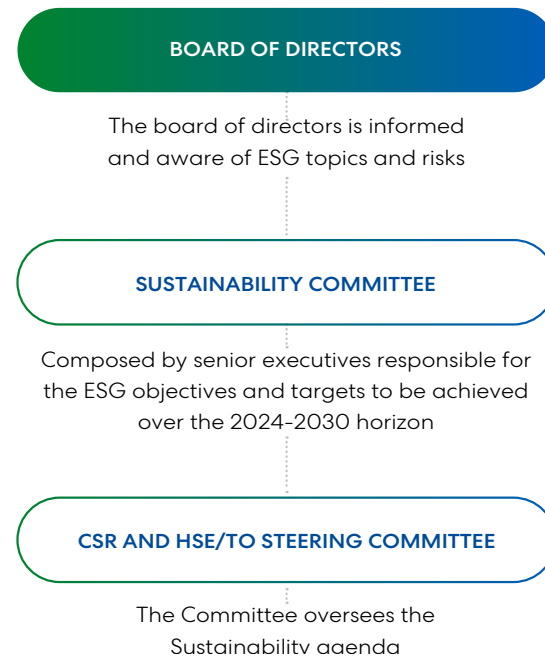 BOARD OF DIRECTORS
The board of directors is informed
and aware of ESG topics and risks
SUSTAINABILITY COMMITTEE
Composed by senior executives responsible for
the ESG objectives and targets to be achieved
over the 2024-2030 horizon
CSR AND HSE/TO STEERING COMMITTEE
The Committee oversees the
Sustainability agenda